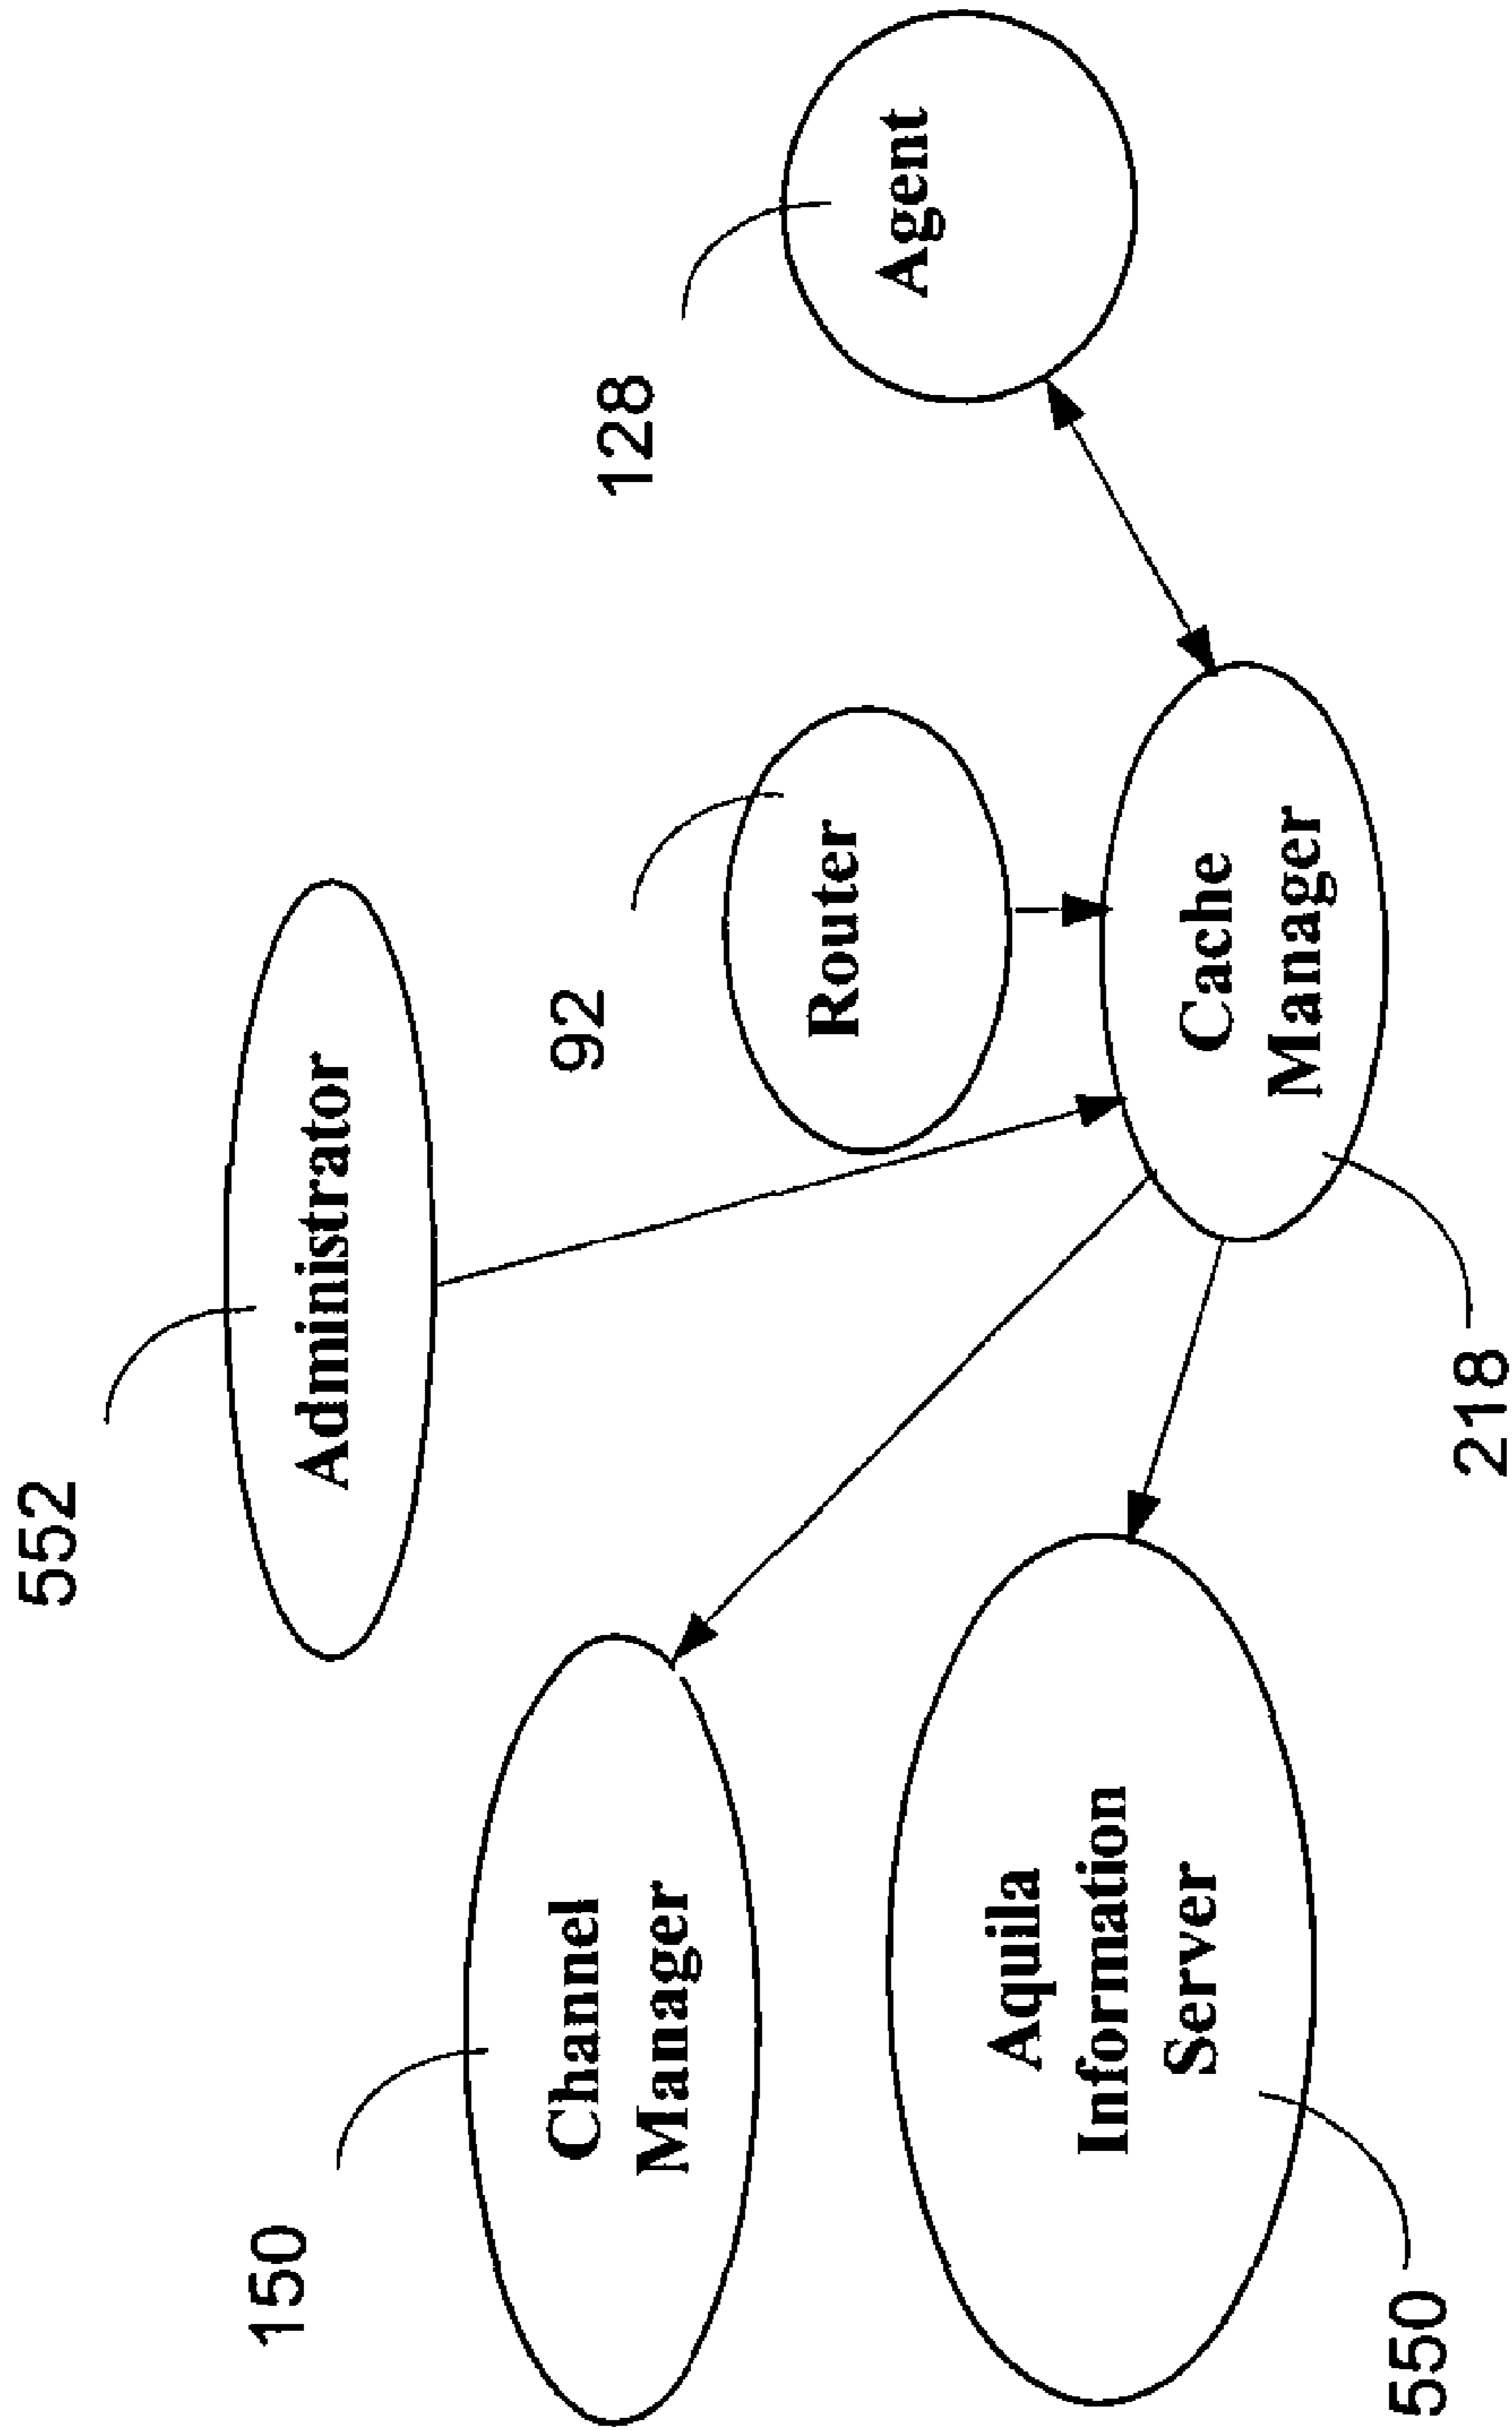 552
Administrator
150
Channel
Manager
92
Router
128
Agent
Aquila
Information
Server
550
Cache
Manager
218